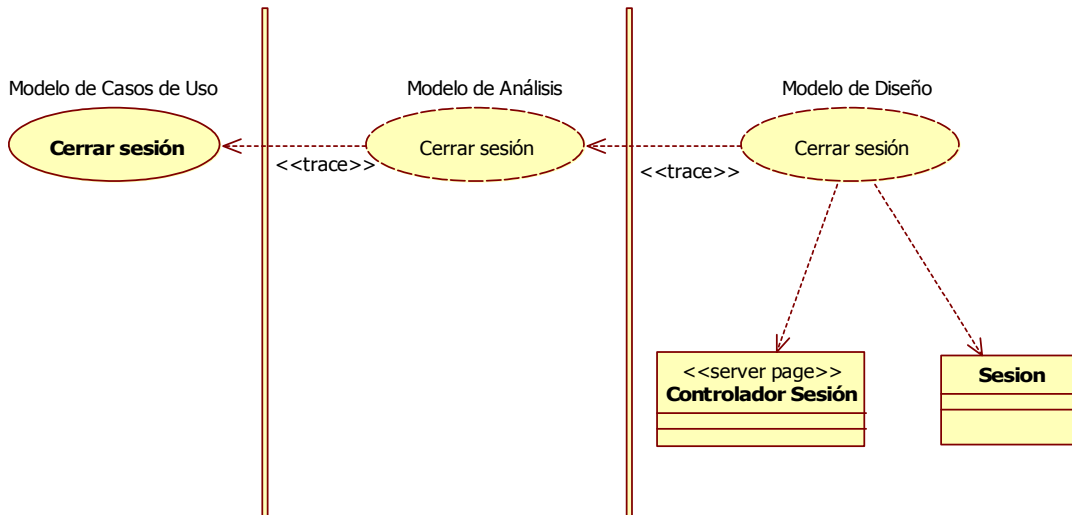 Modelo de Casos de Uso
Cerrar sesión
<<trace>>
Modelo de Análisis
Cerrar sesión
<<trace>>
Modelo de Diseño
Cerrar sesión
<<server page>>
Controlador Sesión
Sesion